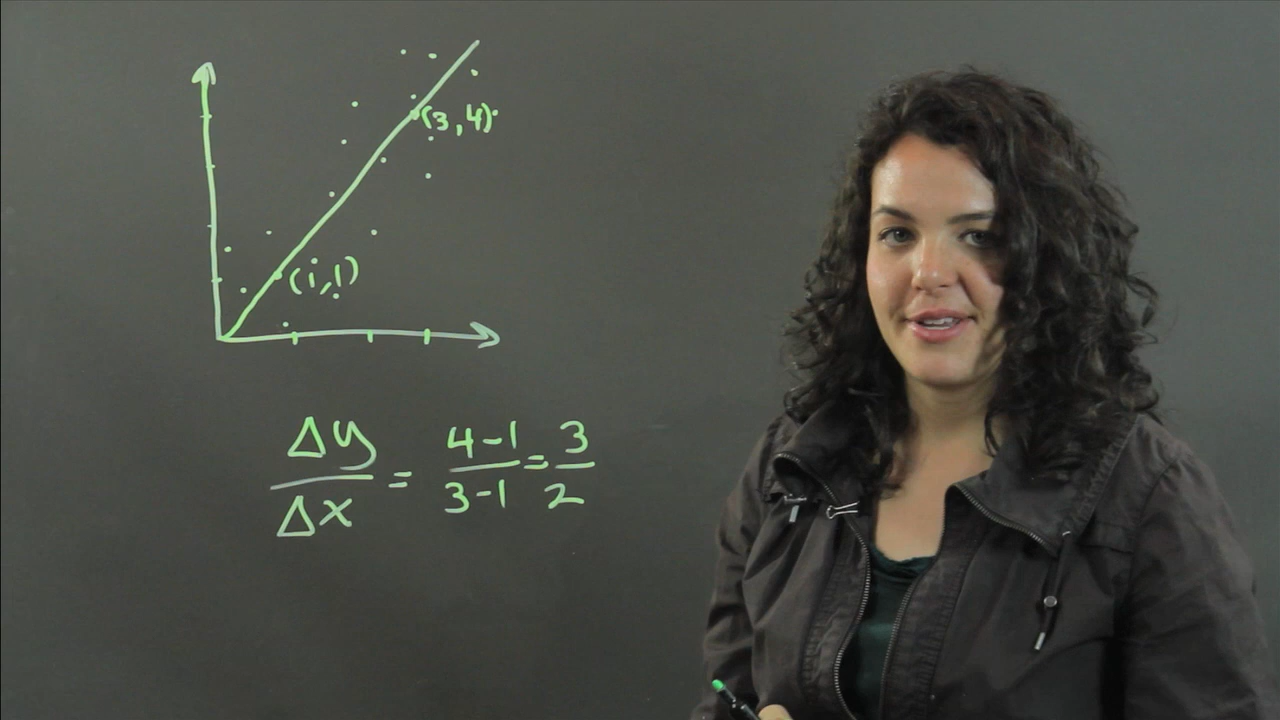 (3,4)
(1,1)
Δy/Δx = 4-1/3-1 = 3/2